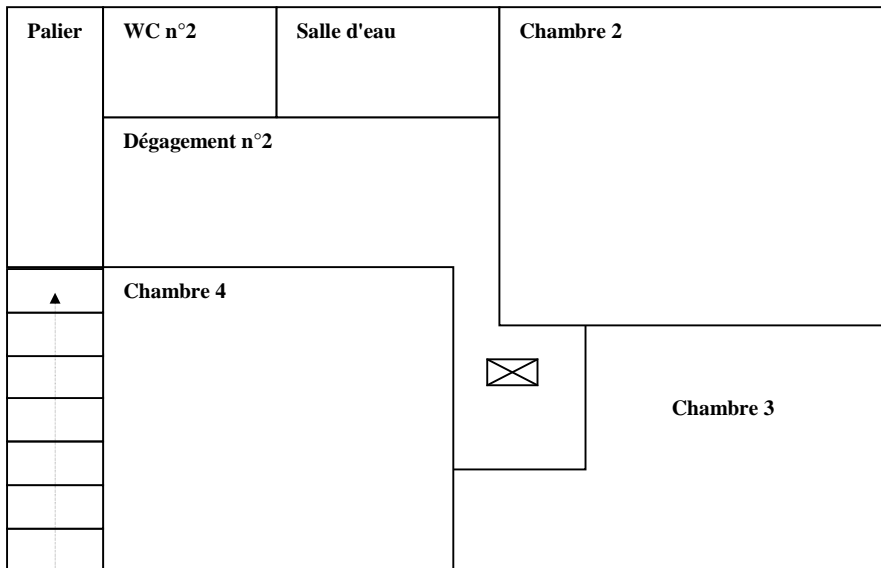 Palier
WC n°2
Salle d'eau
Chambre 2
Dégagement n°2
Chambre 4
Chambre 3